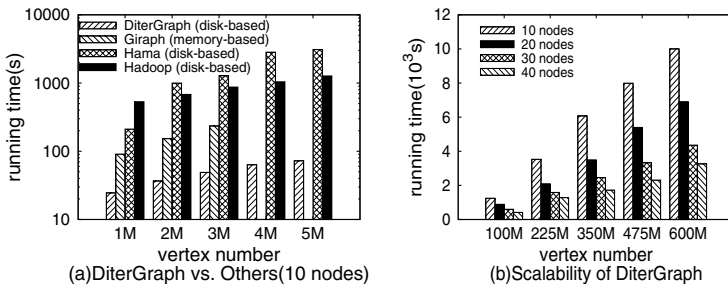 running time(s)
10000
1000
100
10
DiterGraph (disk-based)
Giraph (memory-based)
Hama (disk-based)
Hadoop (disk-based)
1M 2M 3M 4M 5M
vertex number
(a)DiterGraph vs. Others(10 nodes)
running time(10³s)
12
10
8
6
4
2
0
10 nodes
20 nodes
30 nodes
40 nodes
100M 225M 350M 475M 600M
vertex number
(b)Scalability of DiterGraph